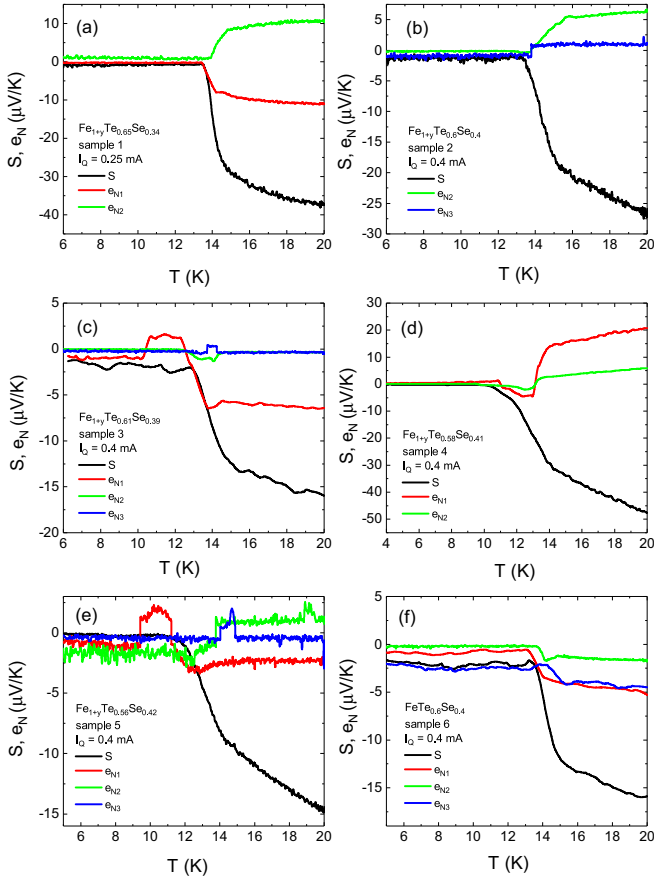 (a)
Fe1+yTe0.65Se0.34
sample 1
IQ = 0.25 mA
S
eN1
eN2
S, eN (μV/K)
10
0
-10
-20
-30
-40
6 8 10 12 14 16 18 20
T (K)
(b)
Fe1+yTe0.6Se0.4
sample 2
IQ = 0.4 mA
S
eN2
eN3
S, eN (μV/K)
5
0
-5
-10
-15
-20
-25
-30
6 8 10 12 14 16 18 20
T (K)
(c)
Fe1+yTe0.61Se0.39
sample 3
IQ = 0.4 mA
S
eN1
eN2
eN3
S, eN (μV/K)
5
0
-5
-10
-15
-20
6 8 10 12 14 16 18 20
T (K)
(d)
Fe1+yTe0.58Se0.41
sample 4
IQ = 0.4 mA
S
eN1
eN2
S, eN (μV/K)
30
20
10
0
-10
-20
-30
-40
-50
4 6 8 10 12 14 16 18 20
T (K)
(e)
Fe1+yTe0.56Se0.42
sample 5
IQ = 0.4 mA
S
eN1
eN2
eN3
S, eN (μV/K)
0
-5
-10
-15
6 8 10 12 14 16 18 20
T (K)
(f)
FeTe0.6Se0.4
sample 6
IQ = 0.4 mA
S
eN1
eN2
eN3
S, eN (μV/K)
5
0
-5
-10
-15
6 8 10 12 14 16 18 20
T (K)